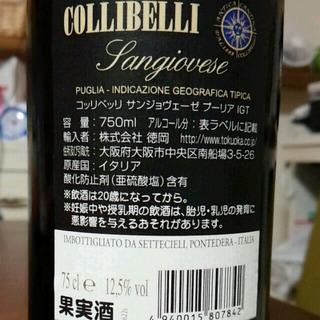 COLLIBELLI
Sangiovese
PUGLIA - INDICAZIONE GEOGRAFICA TIPICA
コッリベッリ サンジョヴェーゼ プーリア IGT
容量:750ml アルコール分:表ラベルに記載
輸入者:株式会社 徳岡 http://www.tokuoka.co.jp
大阪府大阪市中央区南船場3-5-26
原産国:イタリア
酸化防止剤(亜硫酸塩)含有
※飲酒は20歳になってから。
※妊娠中や授乳期の飲酒は、胎児・乳児の発育に
悪影響を与えるおそれがあります。
IMBOTTIGLIATO DA SETTECIELI, PONTEDERA - ITALIA
75 cl e 12,5% vol
果実酒
4840015807842